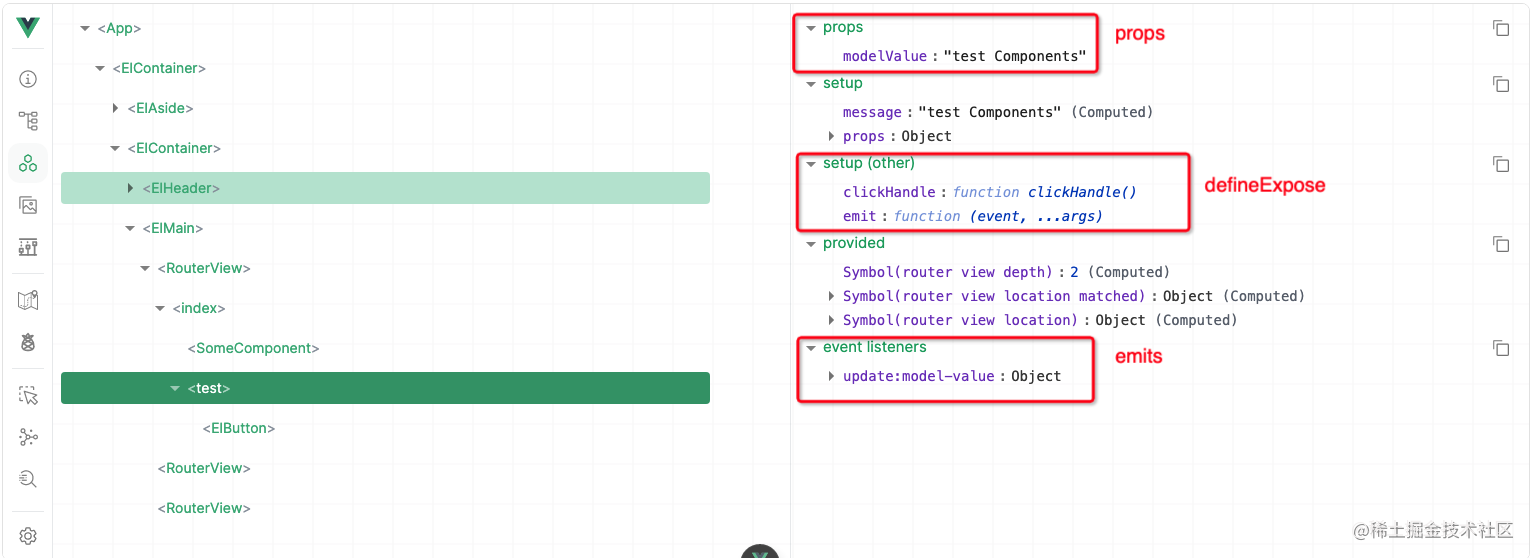 <App>
<ElContainer>
<ElAside>
<ElContainer>
<ElHeader>
<ElMain>
<RouterView>
<index>
<SomeComponent>
<test>
<ElButton>
<RouterView>
<RouterView>
props
modelValue : "test Components"
props
setup
message : "test Components" (Computed)
props : Object
setup (other)
clickHandle : function clickHandle()
emit : function (event, ...args)
defineExpose
provided
Symbol(router view depth) : 2 (Computed)
Symbol(router view location matched) : Object (Computed)
Symbol(router view location) : Object (Computed)
event listeners
update:model-value : Object
emits
@稀土掘金技术社区